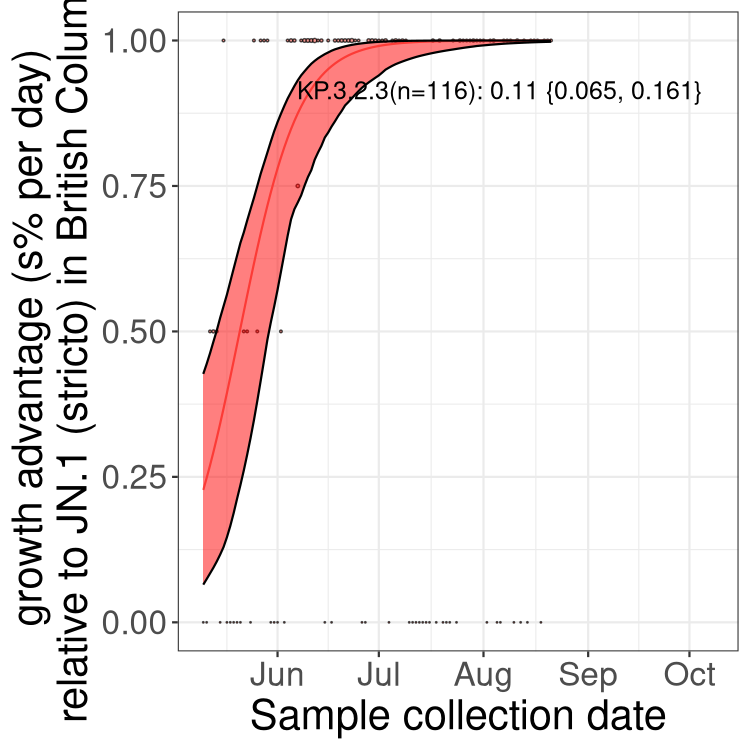 growth advantage (s% per day)
relative to JN.1 (stricto) in British Colum
1.00
0.75
0.50
0.25
0.00
KP.3.2.3(n=116): 0.11 {0.065, 0.161}
Jun Jul Aug Sep Oct
Sample collection date